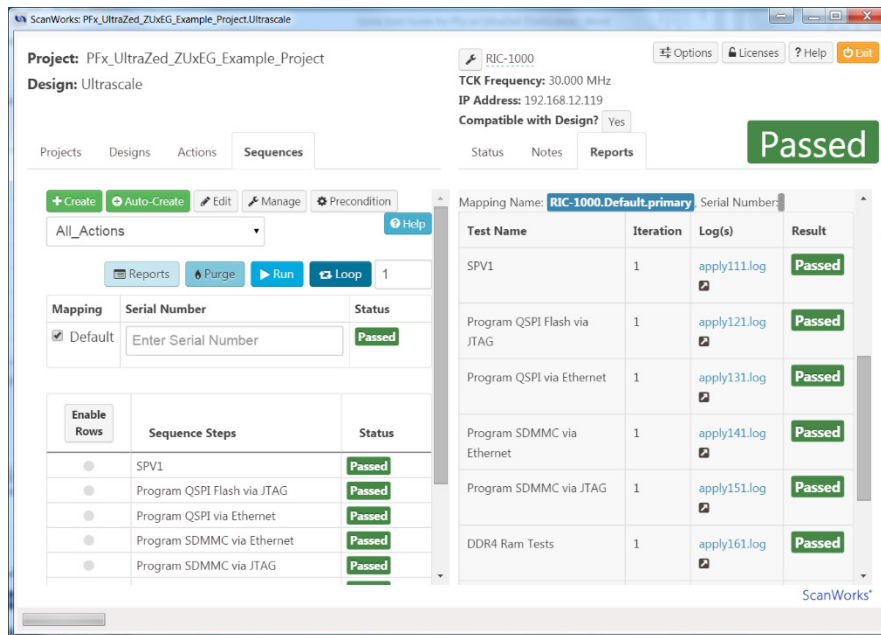 ScanWorks: PFx_UltraZed_ZUxEG_Example_Project.Ultrascale
Project: PFx_UltraZed_ZUxEG_Example_Project
Design: Ultrascale
RIC-1000
TCK Frequency: 30.000 MHz
IP Address: 192.168.12.119
Compatible with Design? Yes
Options
Licenses
? Help
Exit
Passed
Projects Designs Actions Sequences
Status Notes Reports
Create Auto-Create Edit Manage Precondition
All_Actions
Help
Reports Purge Run Loop 1
Mapping Serial Number Status
Default Enter Serial Number Passed
Enable Rows Sequence Steps Status
SPV1 Passed
Program QSPI Flash via JTAG Passed
Program QSPI via Ethernet Passed
Program SDMMC via Ethernet Passed
Program SDMMC via JTAG Passed
Mapping Name: RIC-1000.Default.primary, Serial Number:
Test Name Iteration Log(s) Result
SPV1 1 apply111.log Passed
Program QSPI Flash via JTAG 1 apply121.log Passed
Program QSPI via Ethernet 1 apply131.log Passed
Program SDMMC via Ethernet 1 apply141.log Passed
Program SDMMC via JTAG 1 apply151.log Passed
DDR4 Ram Tests 1 apply161.log Passed
ScanWorks